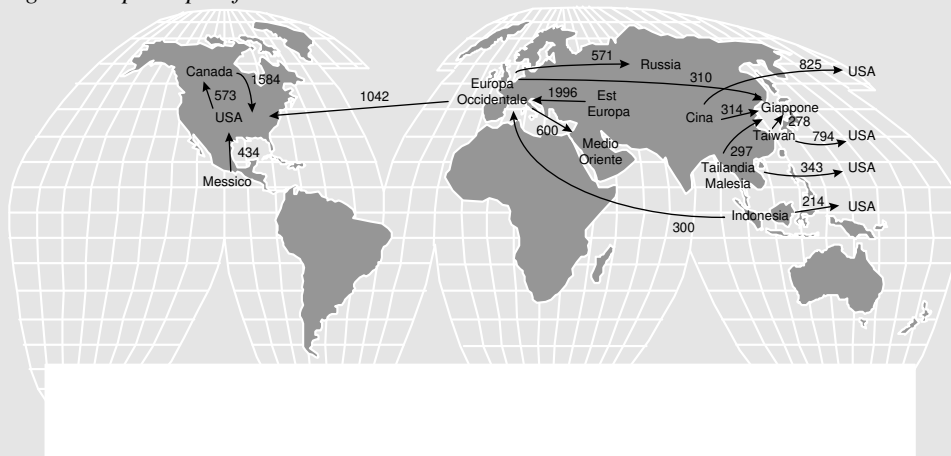 Canada
1584
573
USA
434
Messico
1042
571
Russia
Europa
Occidentale
310
1996
Est
Europa
600
Medio
Oriente
825
USA
Cina
314
Giappone
278
Taiwan
794
USA
297
Tailandia
Malesia
343
USA
Indonesia
214
USA
300